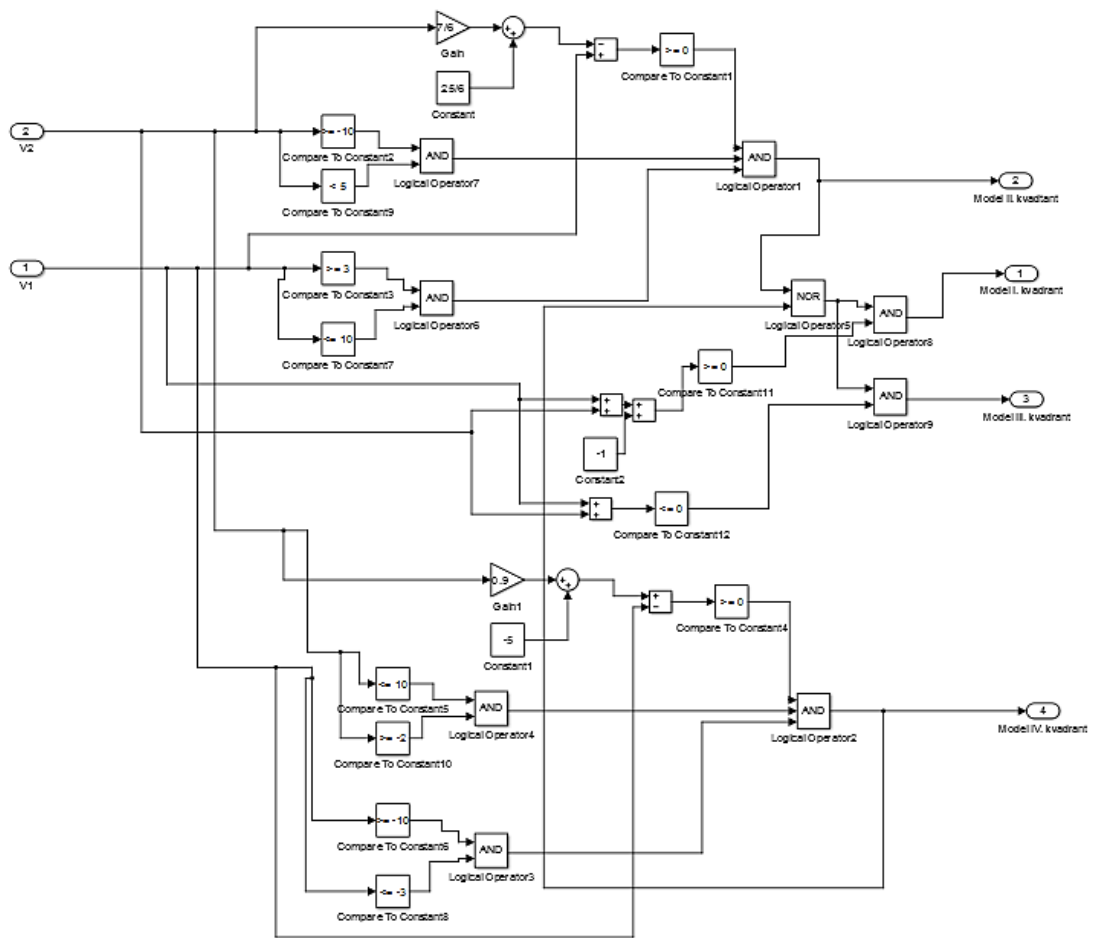 7/6
Gain
+
+
25/6
Constant
−
+
>= 0
Compare To Constant1
2
V2
>= -10
Compare To Constant2
< 5
Compare To Constant9
AND
Logical Operator7
AND
Logical Operator1
2
Model II. kvadtant
1
V1
>= 3
Compare To Constant3
<= 10
Compare To Constant7
AND
Logical Operator6
NOR
Logical Operator5
AND
Logical Operator8
1
Model I. kvadrant
>= 0
Compare To Constant11
+
+
+
+
-1
Constant2
AND
Logical Operator9
3
Model III. kvadrant
+
+
<= 0
Compare To Constant12
0.9
Gain1
+
+
-5
Constant1
+
−
>= 0
Compare To Constant4
<= 10
Compare To Constant5
>= -2
Compare To Constant10
AND
Logical Operator4
AND
Logical Operator2
4
Model IV. kvadrant
>= -10
Compare To Constant6
<= -3
Compare To Constant8
AND
Logical Operator3